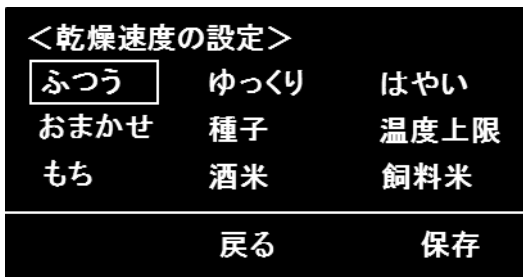 ＜乾燥速度の設定＞
ふつう ゆっくり はやい
おまかせ 種子 温度上限
もち 酒米 飼料米
戻る 保存